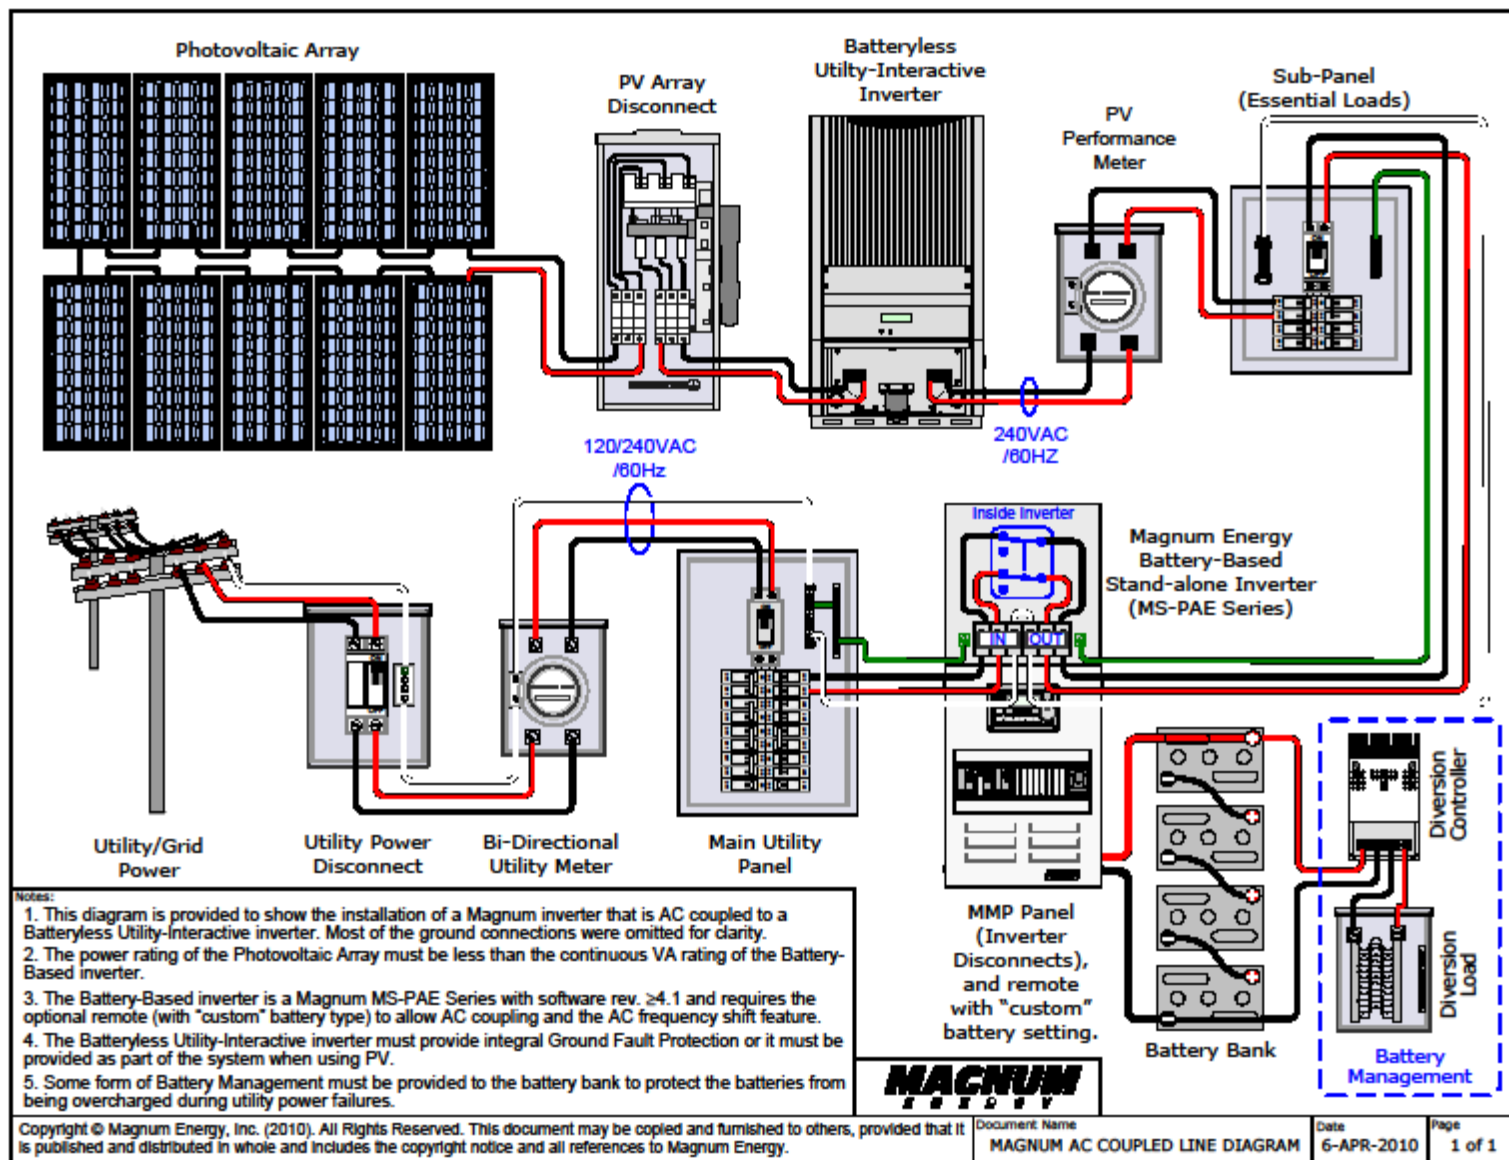 Photovoltaic Array
PV Array
Disconnect
Batteryless
Utilty-Interactive
Inverter
PV
Performance
Meter
Sub-Panel
(Essential Loads)
120/240VAC
/60Hz
240VAC
/60HZ
Inside Inverter
IN
OUT
Magnum Energy
Battery-Based
Stand-alone Inverter
(MS-PAE Series)
Utility/Grid
Power
Utility Power
Disconnect
Bi-Directional
Utility Meter
Main Utility
Panel
MMP Panel
(Inverter
Disconnects),
and remote
with "custom"
battery setting.
Battery Bank
Diversion
Controller
Diversion
Load
Battery
Management
Notes:
1. This diagram is provided to show the installation of a Magnum inverter that is AC coupled to a
Batteryless Utility-Interactive inverter. Most of the ground connections were omitted for clarity.
2. The power rating of the Photovoltaic Array must be less than the continuous VA rating of the Battery-
Based inverter.
3. The Battery-Based inverter is a Magnum MS-PAE Series with software rev. ≥4.1 and requires the
optional remote (with "custom" battery type) to allow AC coupling and the AC frequency shift feature.
4. The Batteryless Utility-Interactive inverter must provide integral Ground Fault Protection or it must be
provided as part of the system when using PV.
5. Some form of Battery Management must be provided to the battery bank to protect the batteries from
being overcharged during utility power failures.
MAGNUM
ENERGY
Copyright © Magnum Energy, Inc. (2010). All Rights Reserved. This document may be copied and furnished to others, provided that it
is published and distributed in whole and includes the copyright notice and all references to Magnum Energy.
Document Name
MAGNUM AC COUPLED LINE DIAGRAM
Date
6-APR-2010
Page
1 of 1